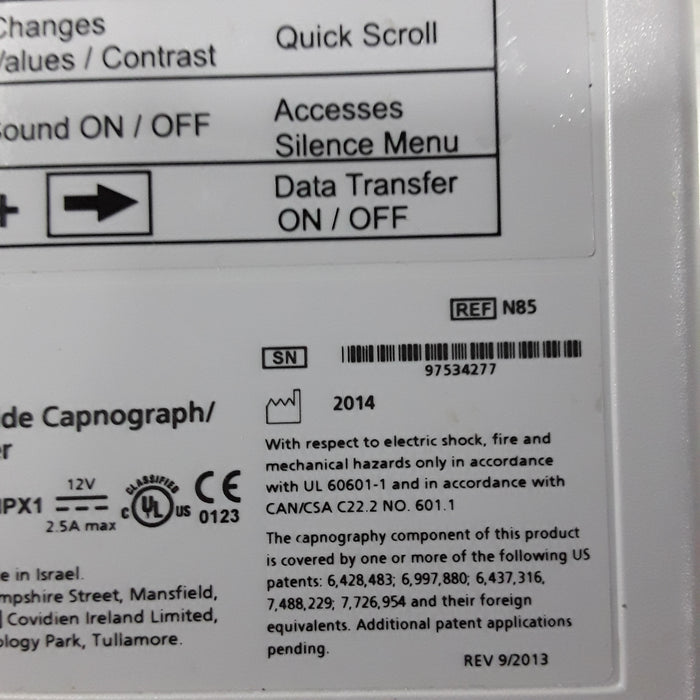 Changes
Values / Contrast
Quick Scroll
Sound ON / OFF
Accesses
Silence Menu
+
Data Transfer
ON / OFF
REF N85
SN
97534277
2014
de Capnograph/
r
With respect to electric shock, fire and
mechanical hazards only in accordance
with UL 60601-1 and in accordance with
CAN/CSA C22.2 NO. 601.1
IPX1
12V
2.5A max
CLASSIFIED
C UL US
CE
0123
The capnography component of this product
is covered by one or more of the following US
patents: 6,428,483; 6,997,880; 6,437,316,
7,488,229; 7,726,954 and their foreign
equivalents. Additional patent applications
pending.
e in Israel.
mpshire Street, Mansfield,
Covidien Ireland Limited,
ology Park, Tullamore.
REV 9/2013